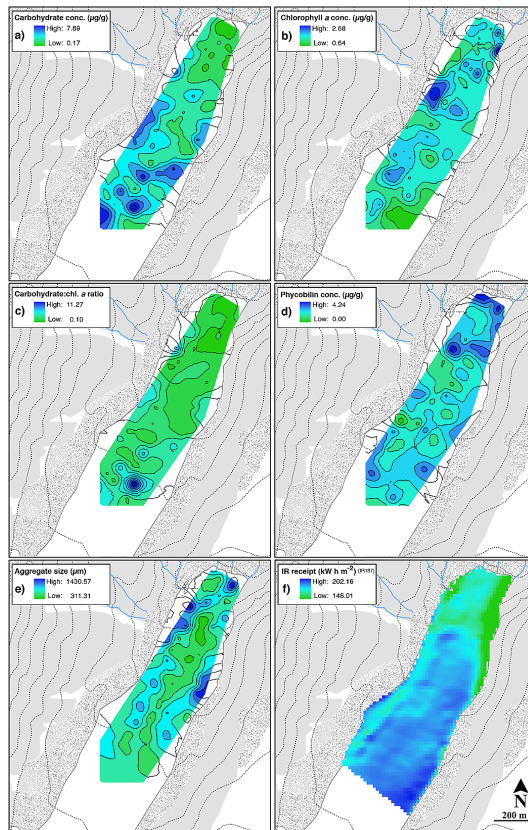 Carbohydrate conc. (µg/g)
High: 7.89
Low: 0.17
a)
Chlorophyll a conc. (µg/g)
High: 2.68
Low: 0.64
b)
Carbohydrate:chl. a ratio
High: 11.27
Low: 0.10
c)
Phycobilin conc. (µg/g)
High: 4.24
Low: 0.00
d)
Aggregate size (µm)
High: 1430.57
Low: 311.31
e)
IR receipt (kW h m⁻²) (IR187)
High: 202.16
Low: 146.01
f)
N
200 m